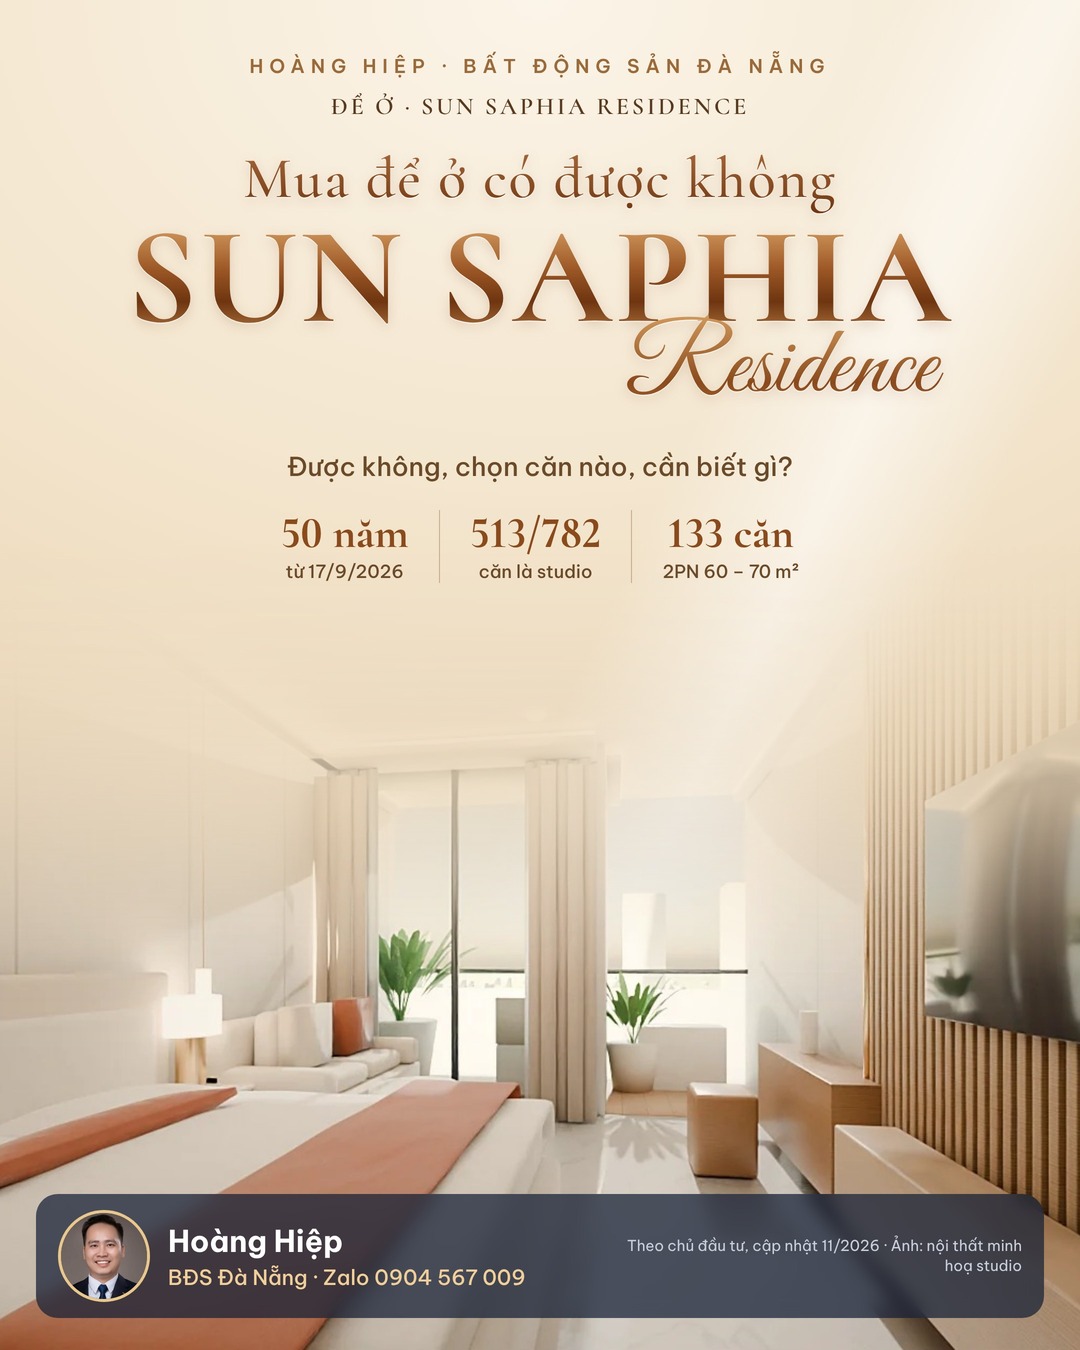 HOÀNG HIỆP · BẤT ĐỘNG SẢN ĐÀ NẴNG
ĐỂ Ở · SUN SAPHIA RESIDENCE
Mua để ở có được không
SUN SAPHIA
Residence
Được không, chọn căn nào, cần biết gì?
50 năm
từ 17/9/2026
513/782
căn là studio
133 căn
2PN 60 – 70 m²
Hoàng Hiệp
BĐS Đà Nẵng · Zalo 0904 567 009
Theo chủ đầu tư, cập nhật 11/2026 · Ảnh: nội thất minh
hoạ studio